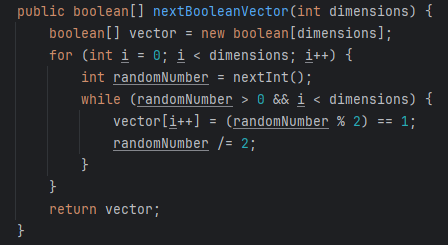 public boolean[] nextBooleanVector(int dimensions) {
    boolean[] vector = new boolean[dimensions];
    for (int i = 0; i < dimensions; i++) {
        int randomNumber = nextInt();
        while (randomNumber > 0 && i < dimensions) {
            vector[i++] = (randomNumber % 2) == 1;
            randomNumber /= 2;
        }
    }
    return vector;
}